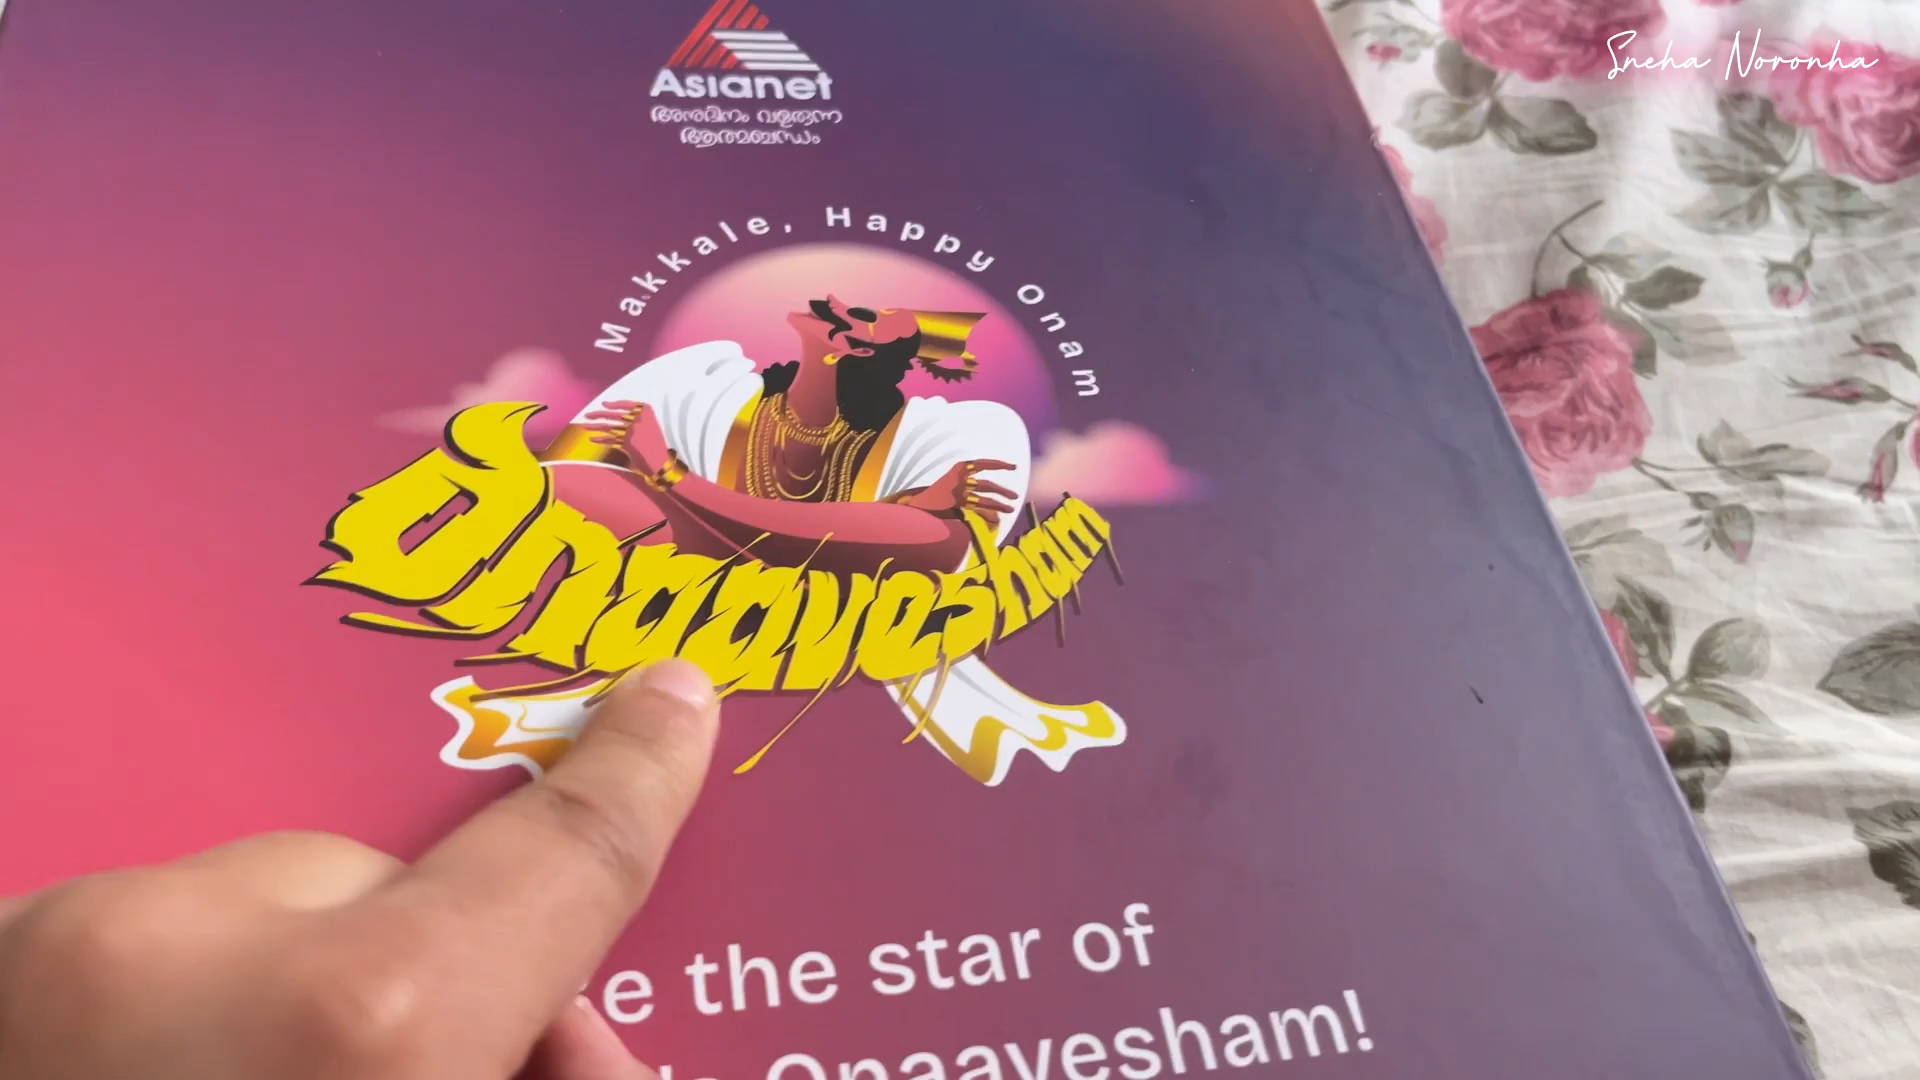 Sneha Noronha
Asianet
അനുദിനം വളരുന്ന
ആത്മബന്ധം
Makkale, Happy Onam
Onaavesham
the star of
Onaavesham!